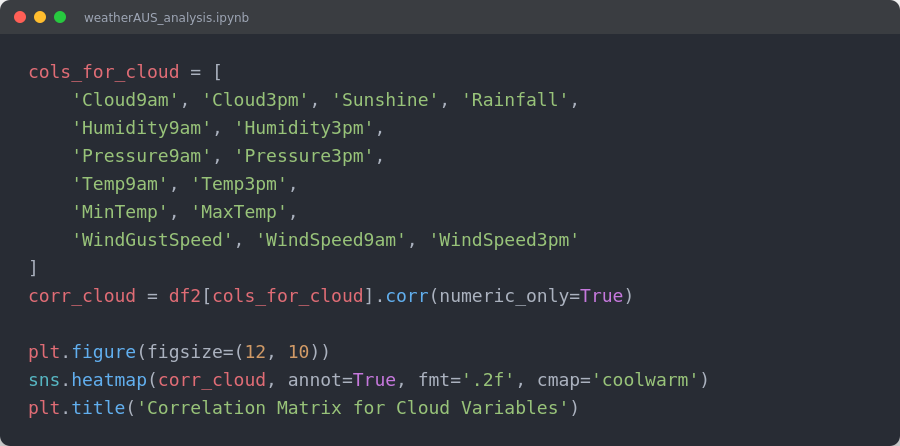 weatherAUS_analysis.ipynb
cols_for_cloud = [
    'Cloud9am', 'Cloud3pm', 'Sunshine', 'Rainfall',
    'Humidity9am', 'Humidity3pm',
    'Pressure9am', 'Pressure3pm',
    'Temp9am', 'Temp3pm',
    'MinTemp', 'MaxTemp',
    'WindGustSpeed', 'WindSpeed9am', 'WindSpeed3pm'
]
corr_cloud = df2[cols_for_cloud].corr(numeric_only=True)
plt.figure(figsize=(12, 10))
sns.heatmap(corr_cloud, annot=True, fmt='.2f', cmap='coolwarm')
plt.title('Correlation Matrix for Cloud Variables')